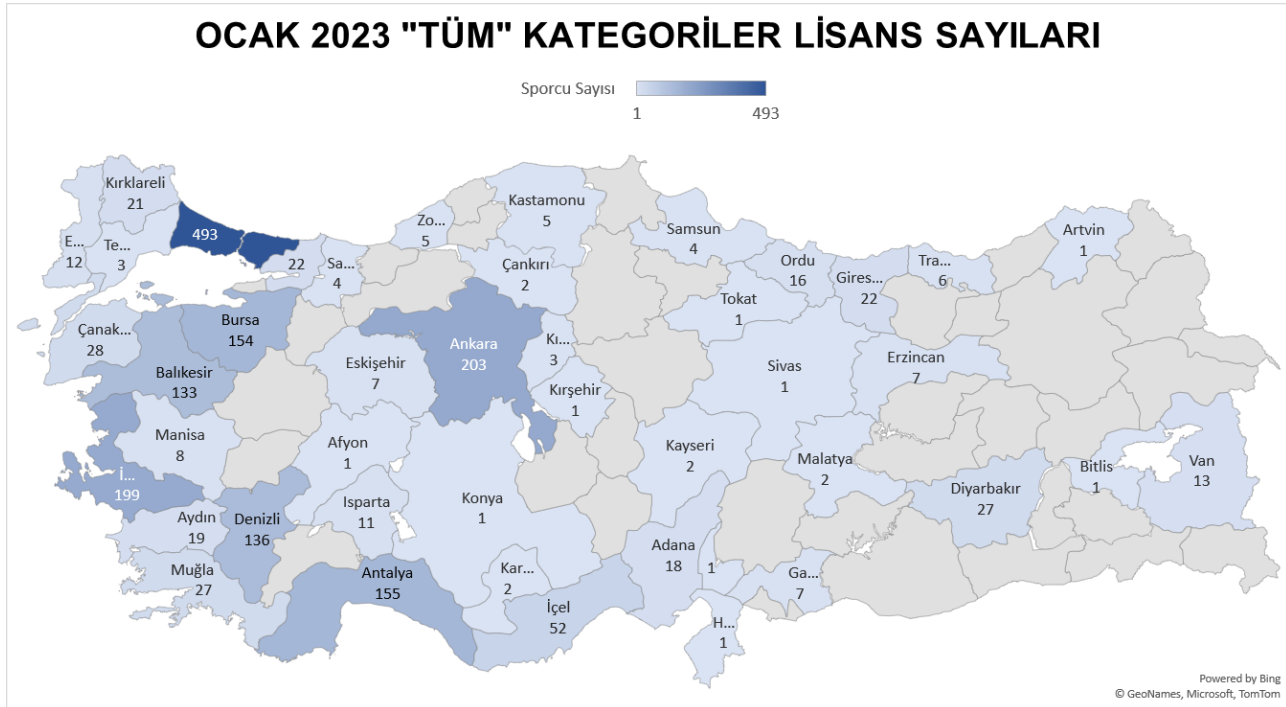 OCAK 2023 "TÜM" KATEGORİLER LİSANS SAYILARI
Sporcu Sayısı
1 493
Kırklareli
21
E...
12
Te...
3
493
22
Sa...
4
Zo...
5
Kastamonu
5
Çankırı
2
Samsun
4
Ordu
16
Gires...
22
Tra...
6
Artvin
1
Tokat
1
Çanak...
28
Bursa
154
Balıkesir
133
Eskişehir
7
Ankara
203
Kı...
3
Kırşehir
1
Sivas
1
Erzincan
7
Manisa
8
İ...
199
Afyon
1
Kayseri
2
Malatya
2
Diyarbakır
27
Bitlis
1
Van
13
Aydın
19
Denizli
136
Isparta
11
Konya
1
Muğla
27
Antalya
155
Kar...
2
İçel
52
Adana
18
1
Ga...
7
H...
1
Powered by Bing
© GeoNames, Microsoft, TomTom